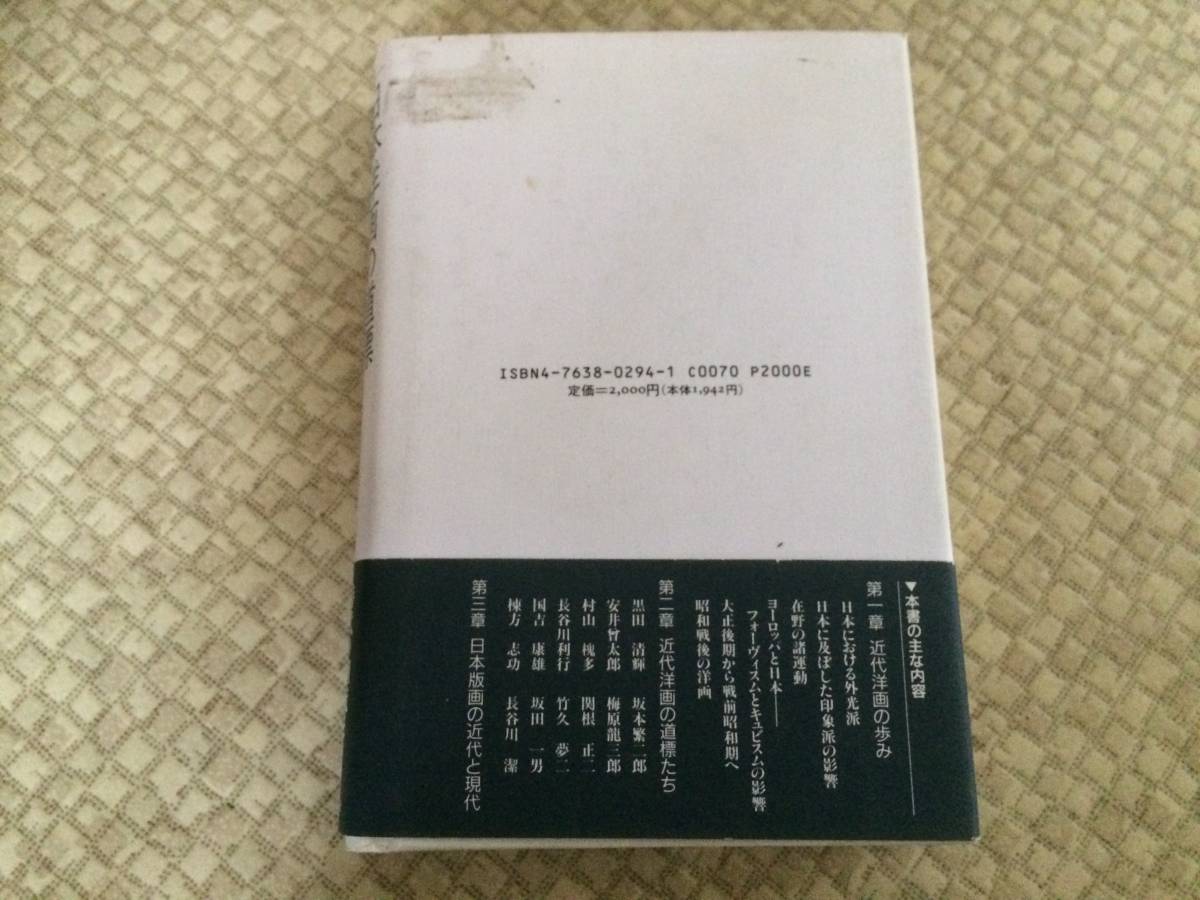 ISBN4-7638-0294-1 C0070 P2000E
定価=2,000円(本体1,942円)
▼本書の主な内容
第一章 近代洋画の歩み
日本における外光派
日本に及ぼした印象派の影響
在野の諸運動
ヨーロッパと日本――
フォーヴィスムとキュビスムの影響
大正後期から戦前昭和期へ
昭和戦後の洋画
第二章 近代洋画の道標たち
黒田 清輝 坂本繁二郎
安井曾太郎 梅原龍三郎
村山 槐多 関根 正二
長谷川利行 竹久 夢二
国吉 康雄 坂田 一男
棟方 志功 長谷川 潔
第三章 日本版画の近代と現代